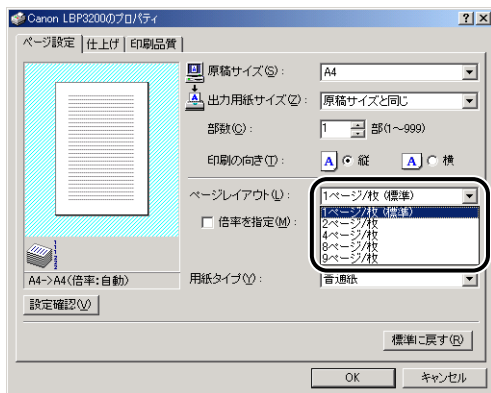 Canon LBP3200のプロパティ
ページ設定 仕上げ 印刷品質
原稿サイズ(S): A4
出力用紙サイズ(Z): 原稿サイズと同じ
部数(C): 1 部(1～999)
印刷の向き(T): A 縦 A 横
ページレイアウト(L): 1ページ/枚 (標準)
1ページ/枚 (標準)
倍率を指定(M): 2ページ/枚
4ページ/枚
8ページ/枚
9ページ/枚
A4->A4(倍率:自動) 用紙タイプ(Y): 普通紙
設定確認(V)
標準に戻す(R)
OK キャンセル